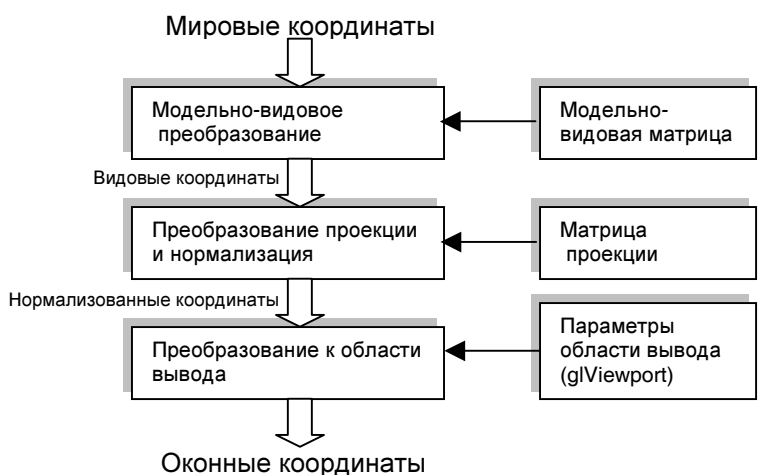 Мировые координаты
Модельно-видовое
преобразование
Модельно-
видовая матрица
Видовые координаты
Преобразование проекции
и нормализация
Матрица
проекции
Нормализованные координаты
Преобразование к области
вывода
Параметры
области вывода
(glViewport)
Оконные координаты